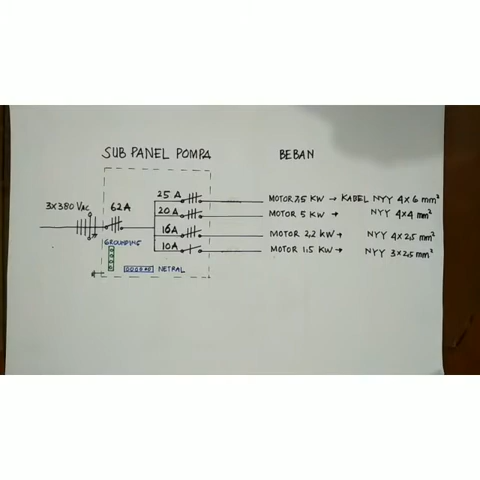 SUB PANEL POMPA BEBAN
25 A MOTOR 7,5 KW → KABEL NYY 4x6 mm²
3x380 VAC 62A 20A MOTOR 5 KW → NYY 4x4 mm²
16A MOTOR 2,2 KW → NYY 4x2,5 mm²
GROUNDING 10A MOTOR 1.5 KW → NYY 3x2,5 mm²
NETRAL